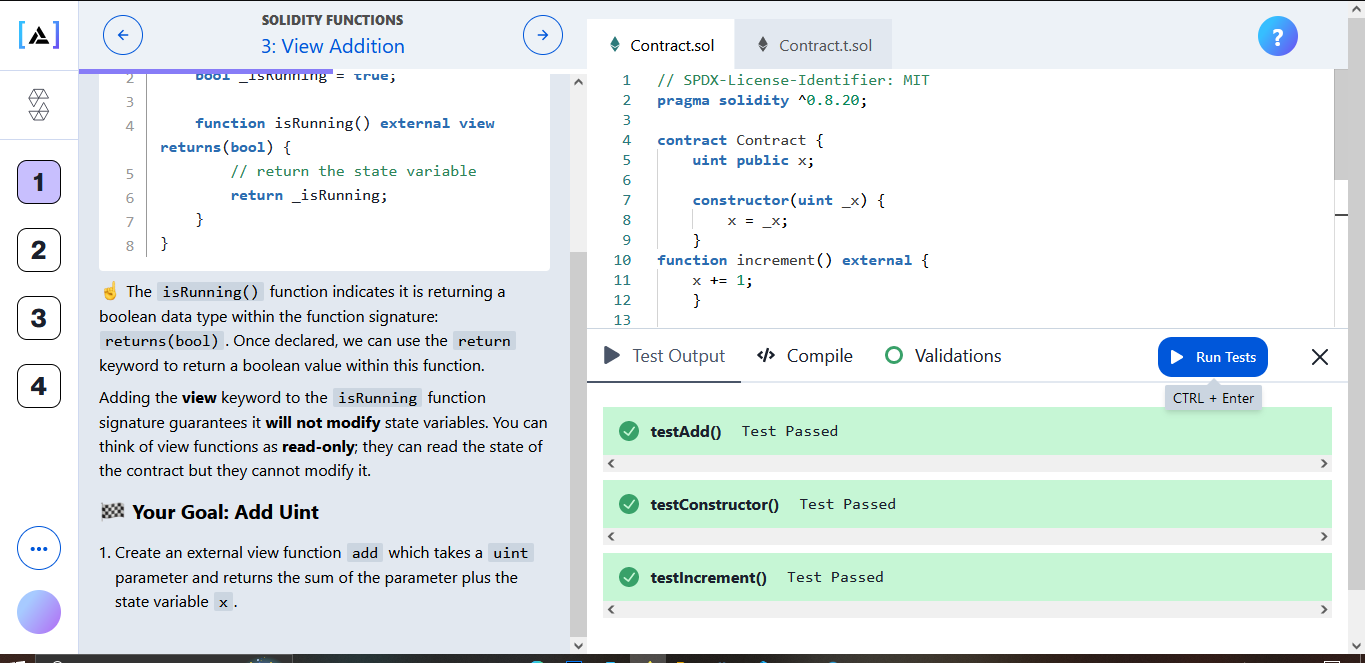 SOLIDITY FUNCTIONS
3: View Addition
1
2
3
4
2 bool _isRunning = true;
3
4 function isRunning() external view
returns(bool) {
5 // return the state variable
6 return _isRunning;
7 }
8 }
☝️ The isRunning() function indicates it is returning a
boolean data type within the function signature:
returns(bool) . Once declared, we can use the return
keyword to return a boolean value within this function.
Adding the view keyword to the isRunning function
signature guarantees it will not modify state variables. You can
think of view functions as read-only; they can read the state of
the contract but they cannot modify it.
🏁 Your Goal: Add Uint
1. Create an external view function add which takes a uint
parameter and returns the sum of the parameter plus the
state variable x .
Contract.sol
Contract.t.sol
?
1 // SPDX-License-Identifier: MIT
2 pragma solidity ^0.8.20;
3
4 contract Contract {
5 uint public x;
6
7 constructor(uint _x) {
8 x = _x;
9 }
10 function increment() external {
11 x += 1;
12 }
13
Test Output
Compile
Validations
Run Tests
CTRL + Enter
testAdd() Test Passed
testConstructor() Test Passed
testIncrement() Test Passed